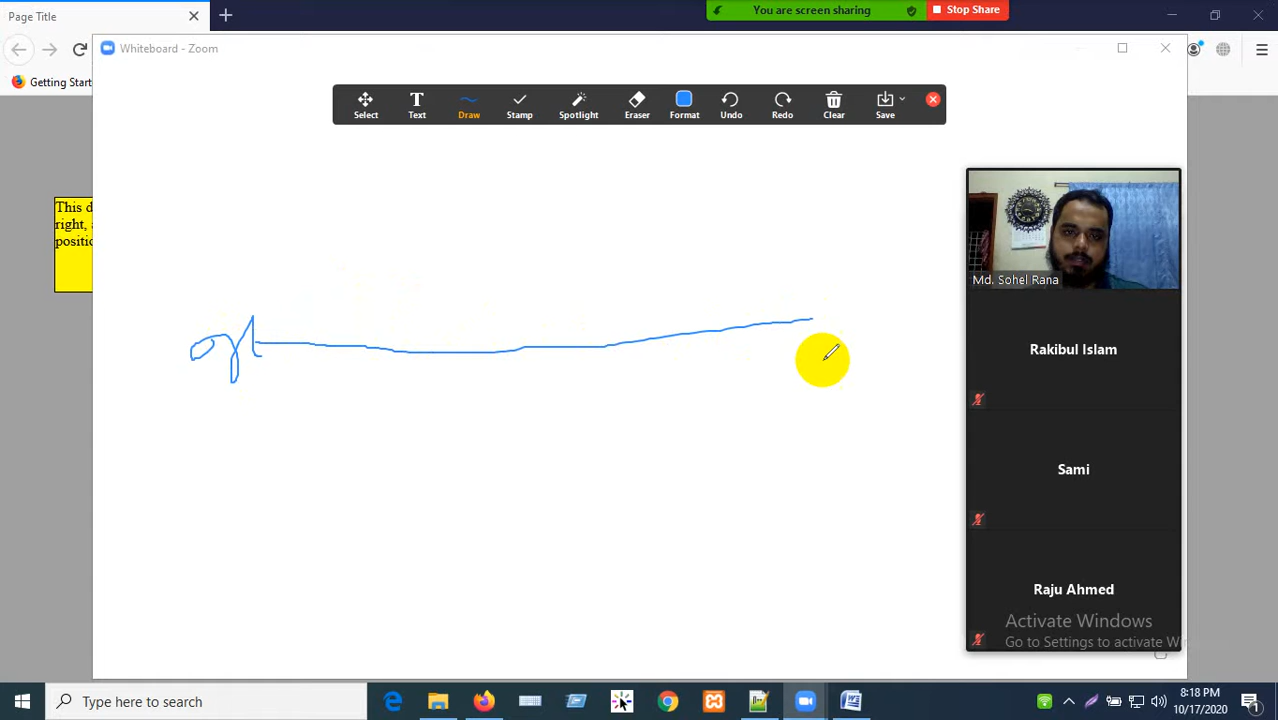 Page Title
You are screen sharing
Stop Share
Whiteboard - Zoom
Getting Start
Select
Text
Draw
Stamp
Spotlight
Eraser
Format
Undo
Redo
Clear
Save
This d
right, a
positio
Md. Sohel Rana
Rakibul Islam
Sami
Raju Ahmed
Activate Windows
Go to Settings to activate W
Type here to search
8:18 PM
10/17/2020